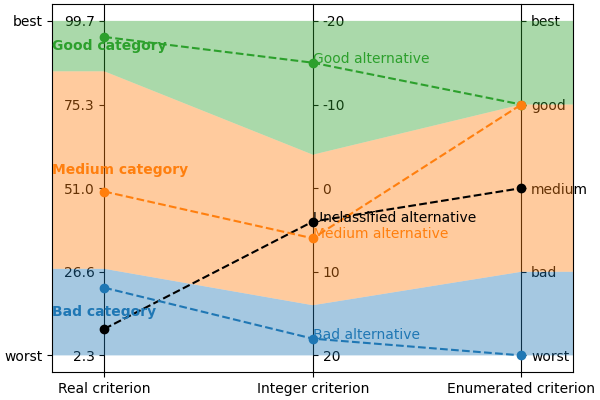 best 99.7 -20 best
Good category
Good alternative
75.3 -10 good
Medium category
51.0 0 medium
Unclassified alternative
Medium alternative
26.6 10 bad
Bad category
Bad alternative
worst 2.3 20 worst
Real criterion Integer criterion Enumerated criterion